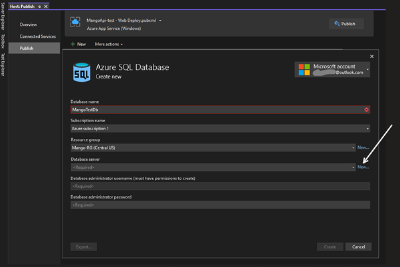 Herds Publish
Server Explorer
Toolbox
Test Explorer
Overview
Connected Services
Publish
MangoApi-test - Web Deploy.pubxml
Azure App Service (Windows)
Publish
New
More actions
Azure SQL Database
Create new
Microsoft account
@outlook.com
Database name
MangoTestDb
Subscription name
Azure subscription 1
Resource group
Mango-RG (Central US)
New...
Database server
<Required>
New...
Database administrator username (must have permissions to create)
<Required>
Database administrator password
<Required>
Export...
Create
Cancel